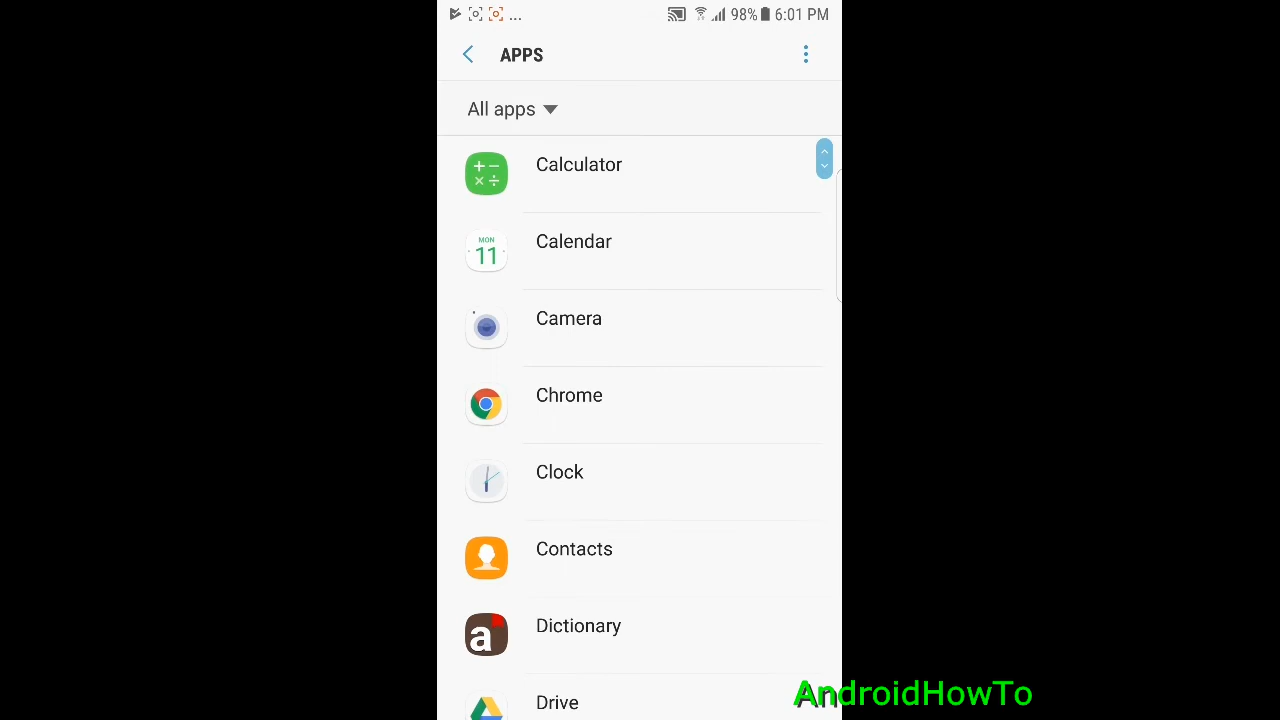 ... 98% 6:01 PM
APPS
All apps
Calculator
MON
11
Calendar
Camera
Chrome
Clock
Contacts
a
Dictionary
Drive
AndroidHowTo